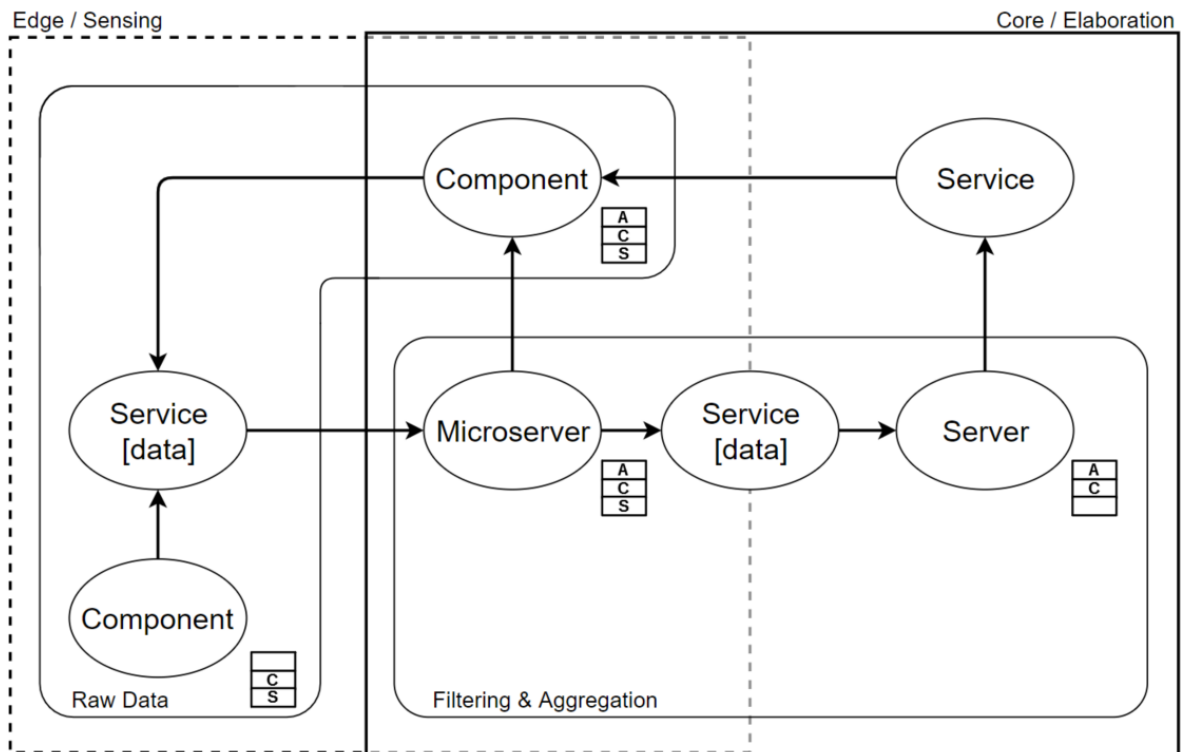 Edge / Sensing
Core / Elaboration
Component
A
C
S
Service
Service
[data]
Microserver
A
C
S
Service
[data]
Server
A
C
Component
C
S
Raw Data
Filtering & Aggregation